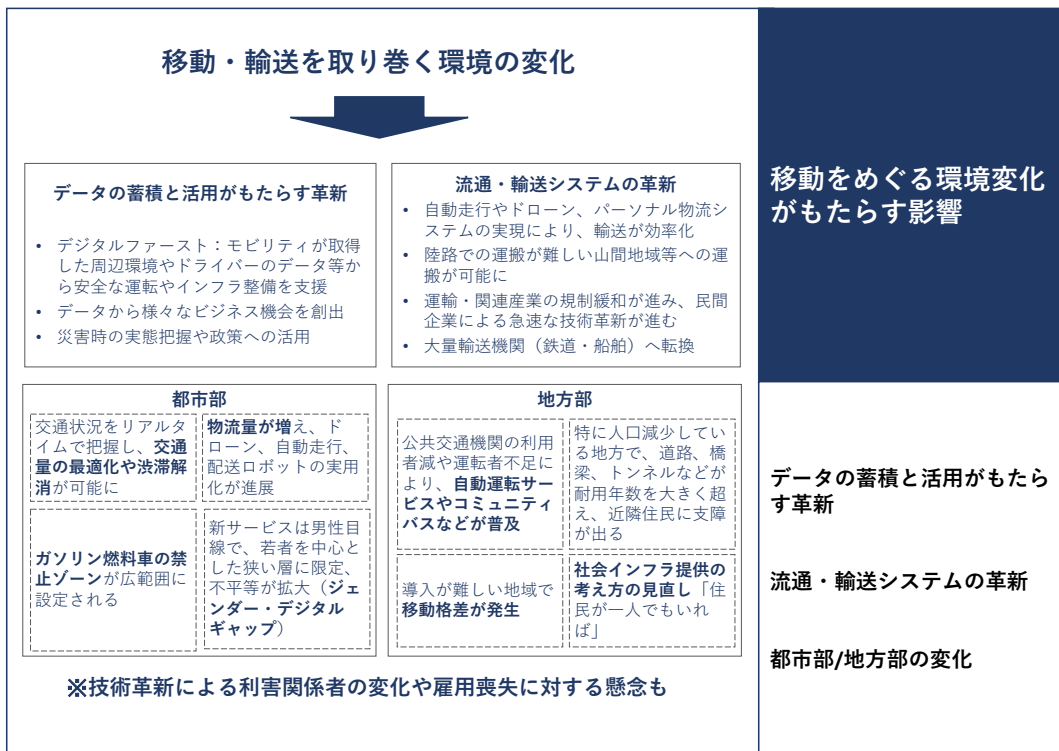 移動・輸送を取り巻く環境の変化
データの蓄積と活用がもたらす革新
• デジタルファースト：モビリティが取得
した周辺環境やドライバーのデータ等か
ら安全な運転やインフラ整備を支援
• データから様々なビジネス機会を創出
• 災害時の実態把握や政策への活用
流通・輸送システムの革新
• 自動走行やドローン、パーソナル物流シ
ステムの実現により、輸送が効率化
• 陸路での運搬が難しい山間地域等への運
搬が可能に
• 運輸・関連産業の規制緩和が進み、民間
企業による急速な技術革新が進む
• 大量輸送機関（鉄道・船舶）へ転換
都市部
交通状況をリアルタ
イムで把握し、交通
量の最適化や渋滞解
消が可能に
物流量が増え、ド
ローン、自動走行、
配送ロボットの実用
化が進展
ガソリン燃料車の禁
止ゾーンが広範囲に
設定される
新サービスは男性目
線で、若者を中心と
した狭い層に限定、
不平等が拡大（ジェ
ンダー・デジタル
ギャップ）
地方部
公共交通機関の利用
者減や運転者不足に
より、自動運転サー
ビスやコミュニティ
バスなどが普及
特に人口減少してい
る地方で、道路、橋
梁、トンネルなどが
耐用年数を大きく超
え、近隣住民に支障
が出る
導入が難しい地域で
移動格差が発生
社会インフラ提供の
考え方の見直し「住
民が一人でもいれ
ば」
※技術革新による利害関係者の変化や雇用喪失に対する懸念も
移動をめぐる環境変化
がもたらす影響
データの蓄積と活用がもたら
す革新
流通・輸送システムの革新
都市部/地方部の変化